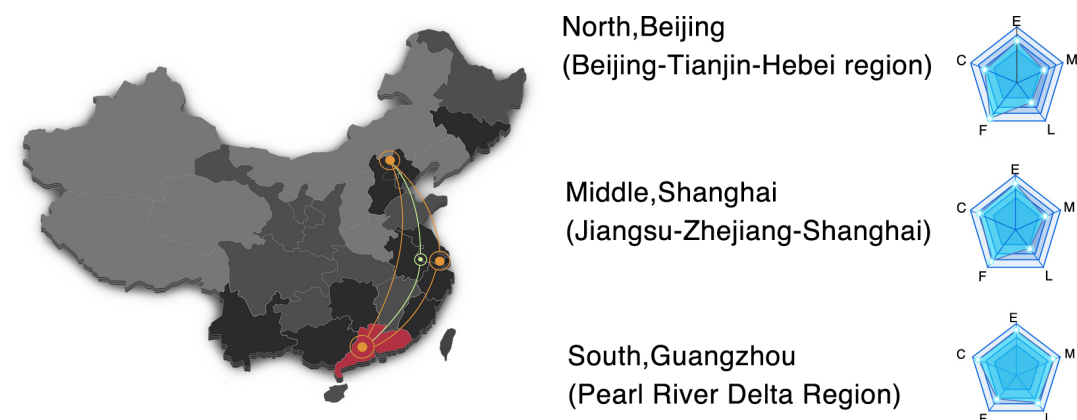 North,Beijing
(Beijing-Tianjin-Hebei region)
E
C
M
F
L
Middle,Shanghai
(Jiangsu-Zhejiang-Shanghai)
E
C
M
F
L
South,Guangzhou
(Pearl River Delta Region)
E
C
M
F
L